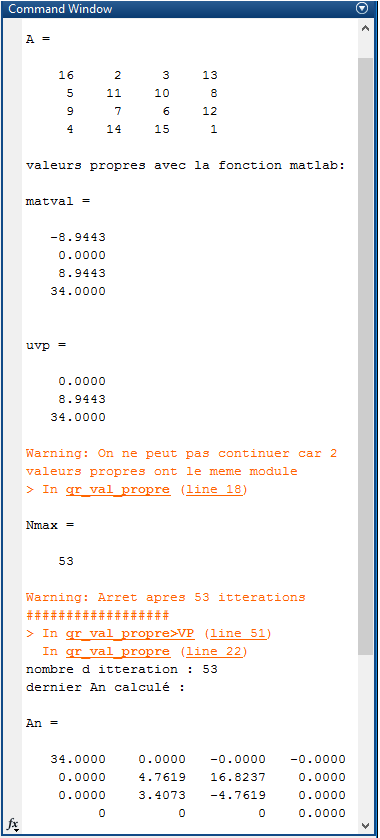 Command Window
A =
16 2 3 13
5 11 10 8
9 7 6 12
4 14 15 1
valeurs propres avec la fonction matlab:
matval =
-8.9443
0.0000
8.9443
34.0000
uvp =
0.0000
8.9443
34.0000
Warning: On ne peut pas continuer car 2
valeurs propres ont le meme module
> In qr_val_propre (line 18)
Nmax =
53
Warning: Arret apres 53 itterations
##################
> In qr_val_propre>VP (line 51)
In qr_val_propre (line 22)
nombre d itteration : 53
dernier An calculé :
An =
34.0000 0.0000 -0.0000 -0.0000
0.0000 4.7619 16.8237 0.0000
0.0000 3.4073 -4.7619 0.0000
0 0 0 0.0000
fx